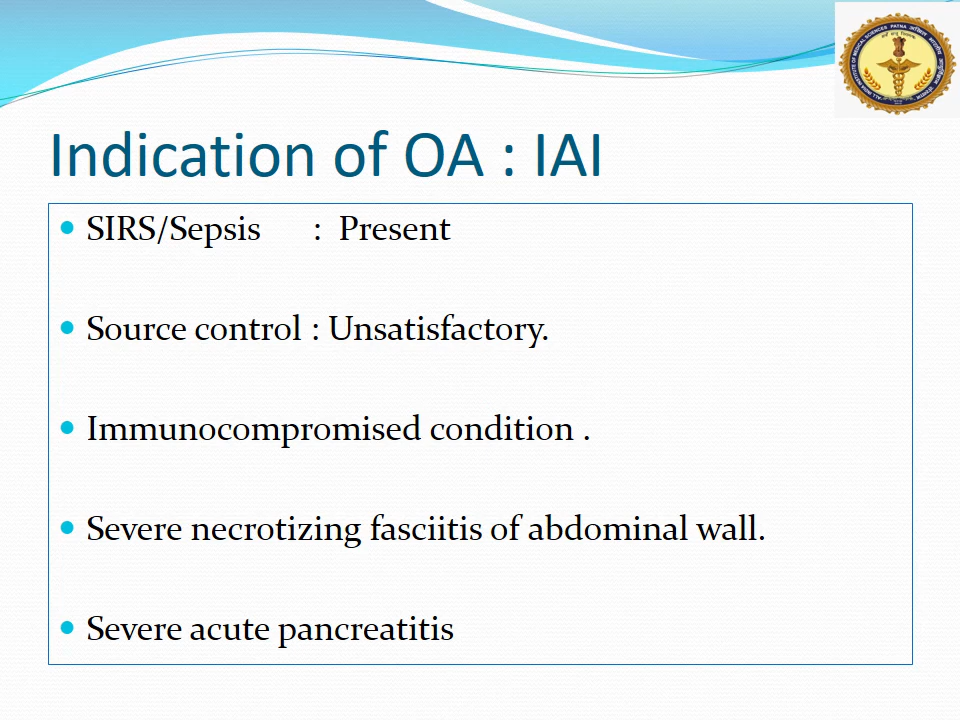 Indication of OA : IAI
SIRS/Sepsis : Present
Source control : Unsatisfactory.
Immunocompromised condition .
Severe necrotizing fasciitis of abdominal wall.
Severe acute pancreatitis